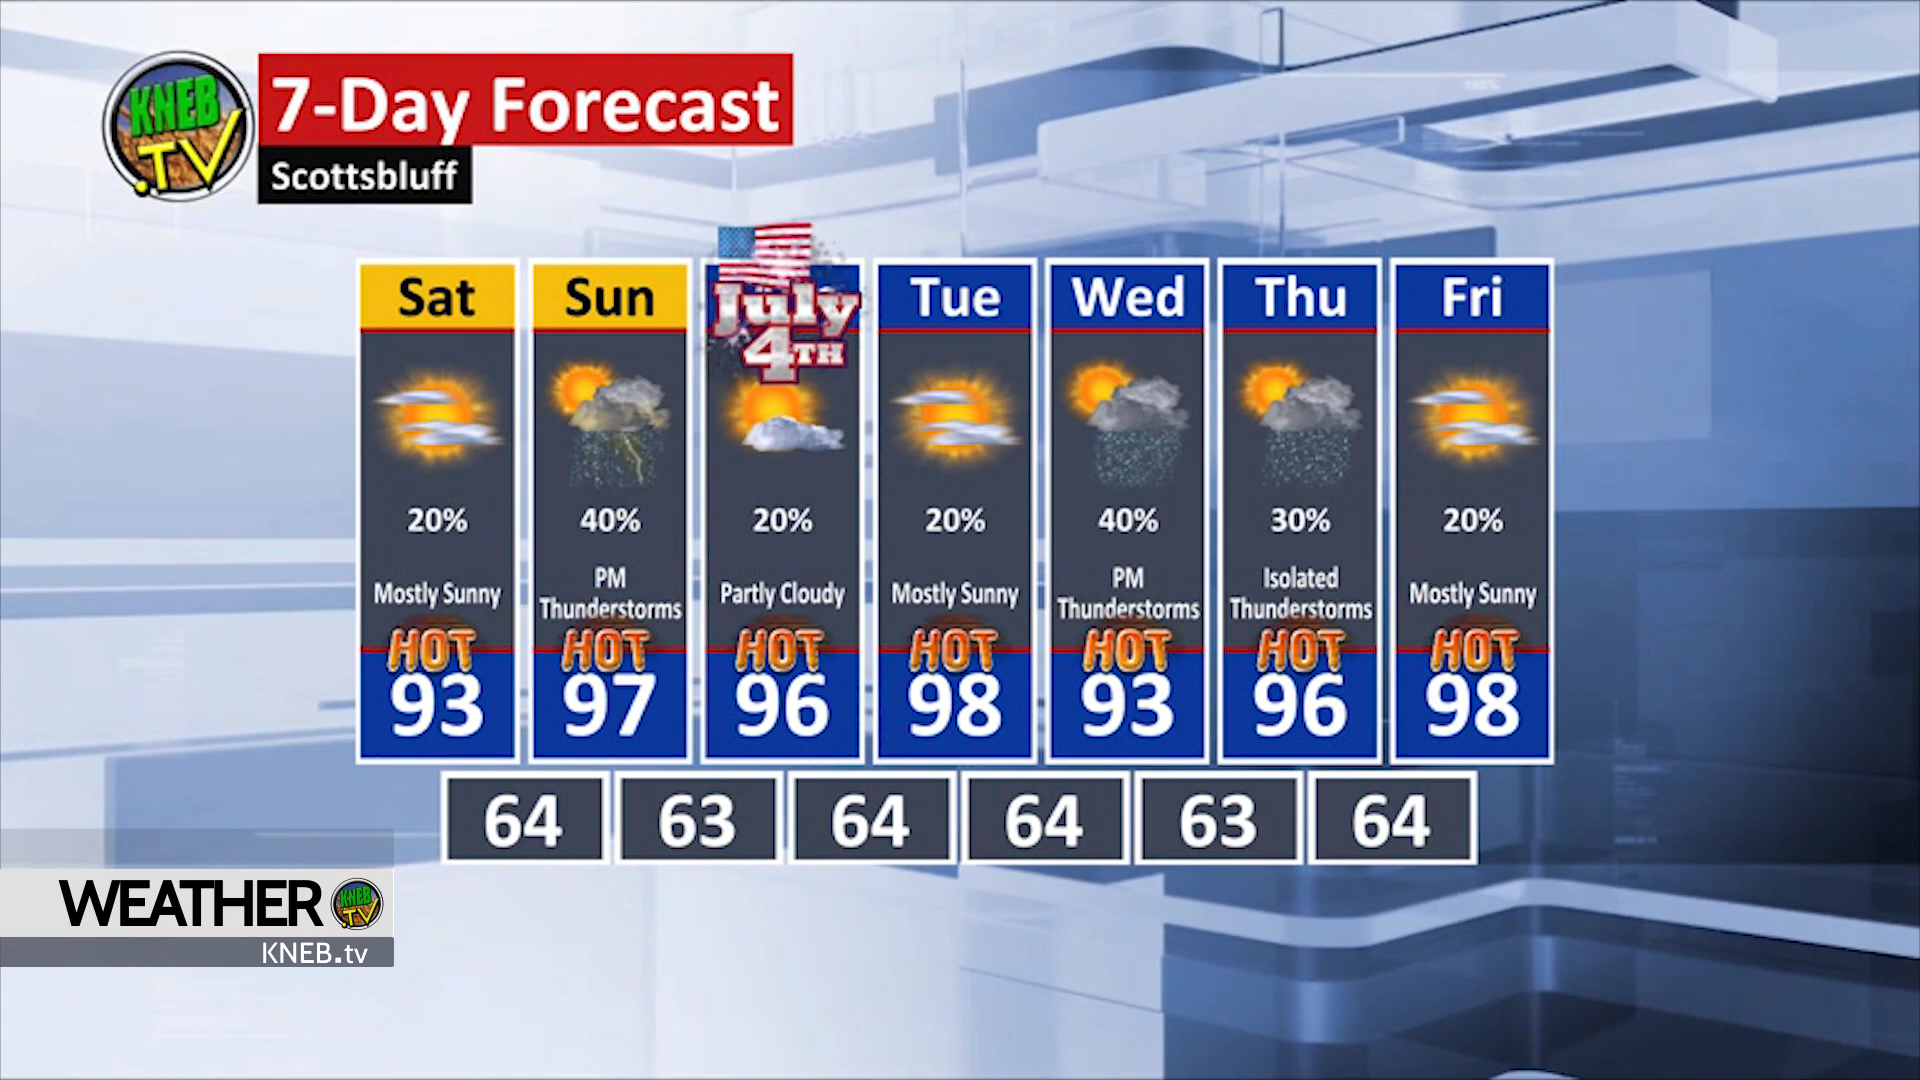 KNEB
.TV
7-Day Forecast
Scottsbluff
Sat
Sun
July
4TH
Tue
Wed
Thu
Fri
20%
40%
20%
20%
40%
30%
20%
Mostly Sunny
PM
Thunderstorms
Partly Cloudy
Mostly Sunny
PM
Thunderstorms
Isolated
Thunderstorms
Mostly Sunny
HOT
HOT
HOT
HOT
HOT
HOT
HOT
93
97
96
98
93
96
98
64
63
64
64
63
64
WEATHER
KNEB
.TV
KNEB.tv